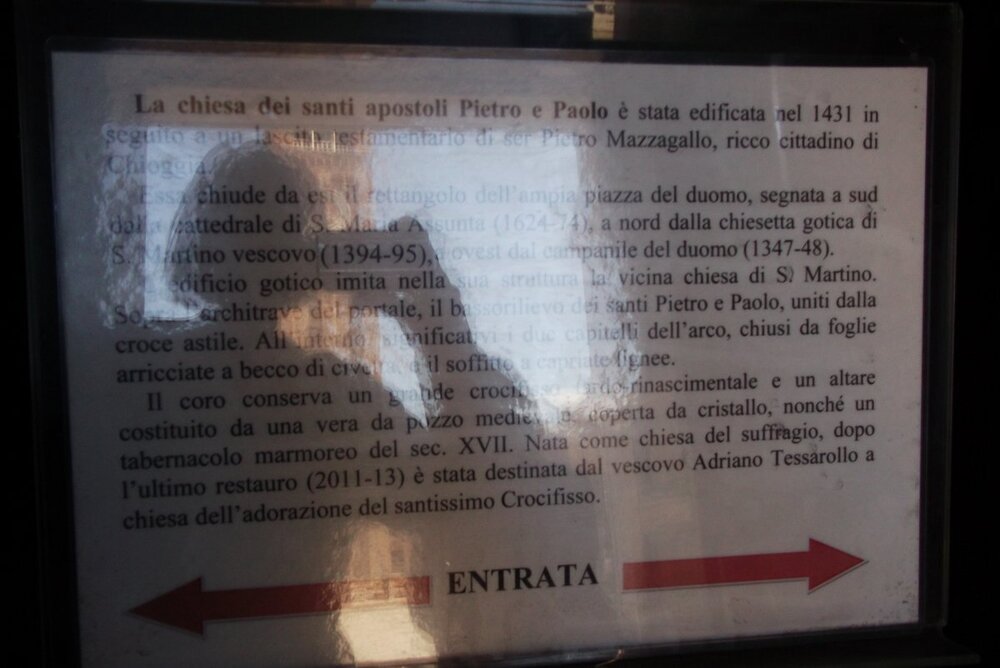 La chiesa dei santi apostoli Pietro e Paolo è stata edificata nel 1431 in
seguito a un lascito testamentario di ser Pietro Mazzagallo, ricco cittadino di
Chioggia.
Essa chiude da est il rettangolo dell'ampia piazza del duomo, segnata a sud
dalla cattedrale di S. Maria Assunta (1624-74), a nord dalla chiesetta gotica di
S. Martino vescovo (1394-95), a ovest dal campanile del duomo (1347-48).
L'edificio gotico imita nella sua struttura la vicina chiesa di S. Martino.
Sopra l'architrave del portale, il bassorilievo dei santi Pietro e Paolo, uniti dalla
croce astile. All'interno, significativi i due capitelli dell'arco, chiusi da foglie
arricciate a becco di civetta, e il soffitto a capriate lignee.
Il coro conserva un grande crocifisso tardo-rinascimentale e un altare
costituito da una vera da pozzo medievale, coperta da cristallo, nonché un
tabernacolo marmoreo del sec. XVII. Nata come chiesa del suffragio, dopo
l'ultimo restauro (2011-13) è stata destinata dal vescovo Adriano Tessarollo a
chiesa dell'adorazione del santissimo Crocifisso.
ENTRATA